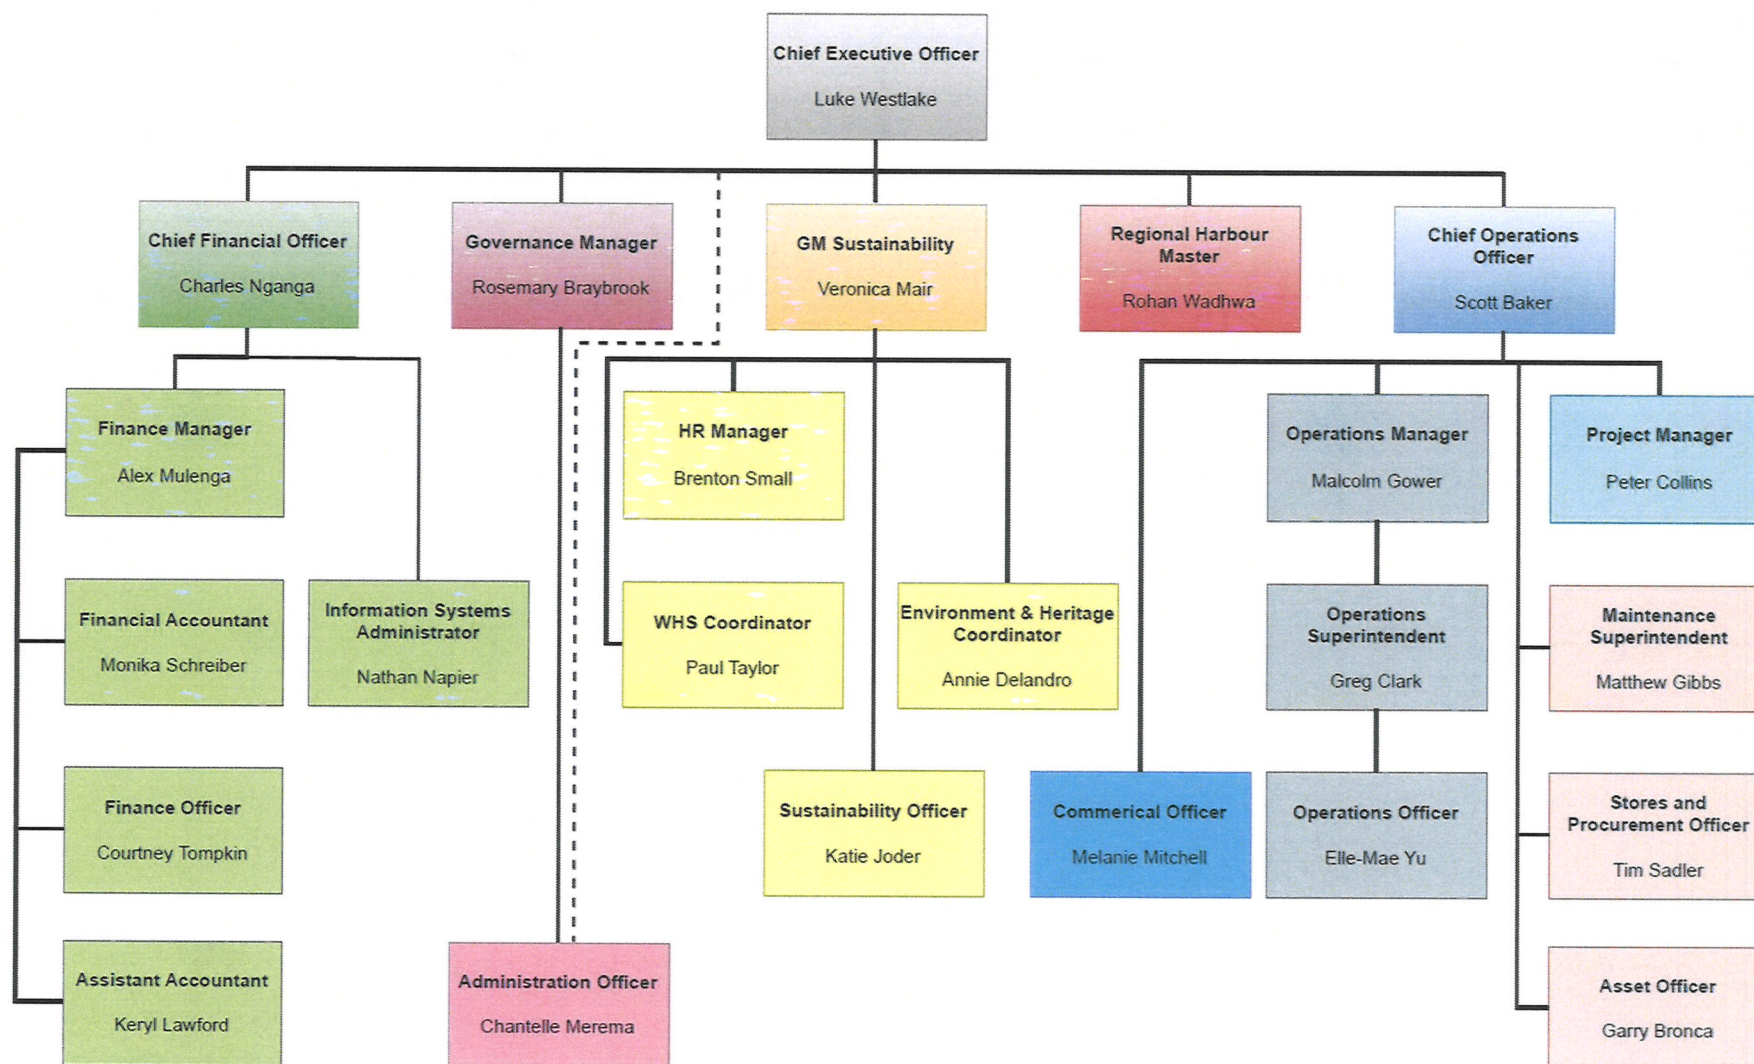 Chief Executive Officer
Luke Westlake
Chief Financial Officer
Charles Nganga
Governance Manager
Rosemary Braybrook
GM Sustainability
Veronica Mair
Regional Harbour
Master
Rohan Wadhwa
Chief Operations
Officer
Scott Baker
Finance Manager
Alex Mulenga
HR Manager
Brenton Small
Operations Manager
Malcolm Gower
Project Manager
Peter Collins
Financial Accountant
Monika Schreiber
Information Systems
Administrator
Nathan Napier
WHS Coordinator
Paul Taylor
Environment & Heritage
Coordinator
Annie Delandro
Operations
Superintendent
Greg Clark
Maintenance
Superintendent
Matthew Gibbs
Finance Officer
Courtney Tompkin
Sustainability Officer
Katie Joder
Commerical Officer
Melanie Mitchell
Operations Officer
Elle-Mae Yu
Stores and
Procurement Officer
Tim Sadler
Assistant Accountant
Keryl Lawford
Administration Officer
Chantelle Merema
Asset Officer
Garry Bronca